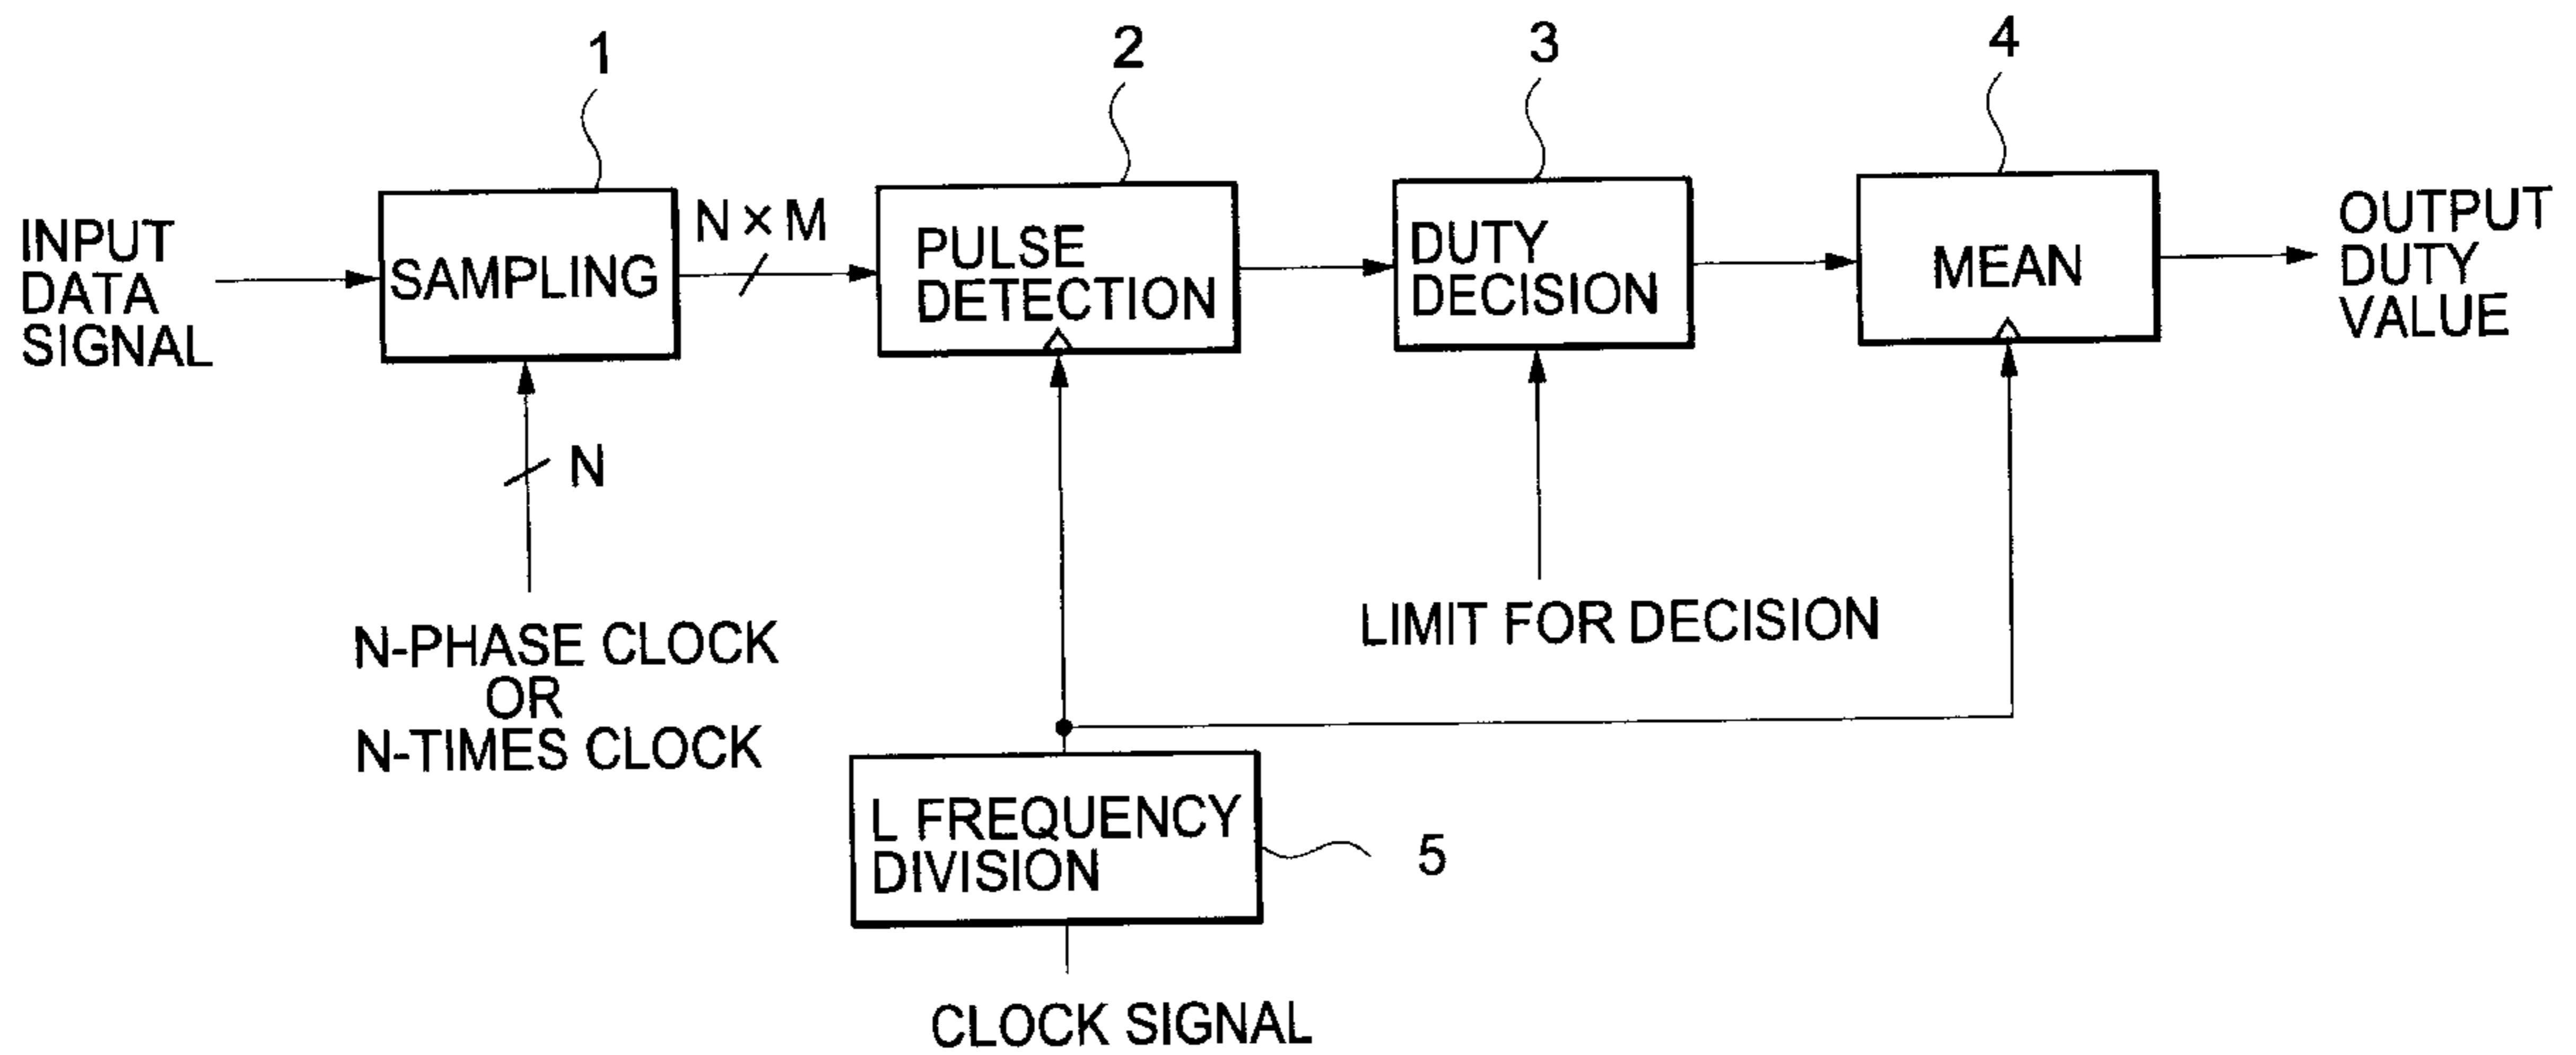 1
2
3
4
INPUT
DATA
SIGNAL
SAMPLING
N × M
PULSE
DETECTION
DUTY
DECISION
MEAN
OUTPUT
DUTY
VALUE
N
N-PHASE CLOCK
OR
N-TIMES CLOCK
LIMIT FOR DECISION
L FREQUENCY
DIVISION
5
CLOCK SIGNAL